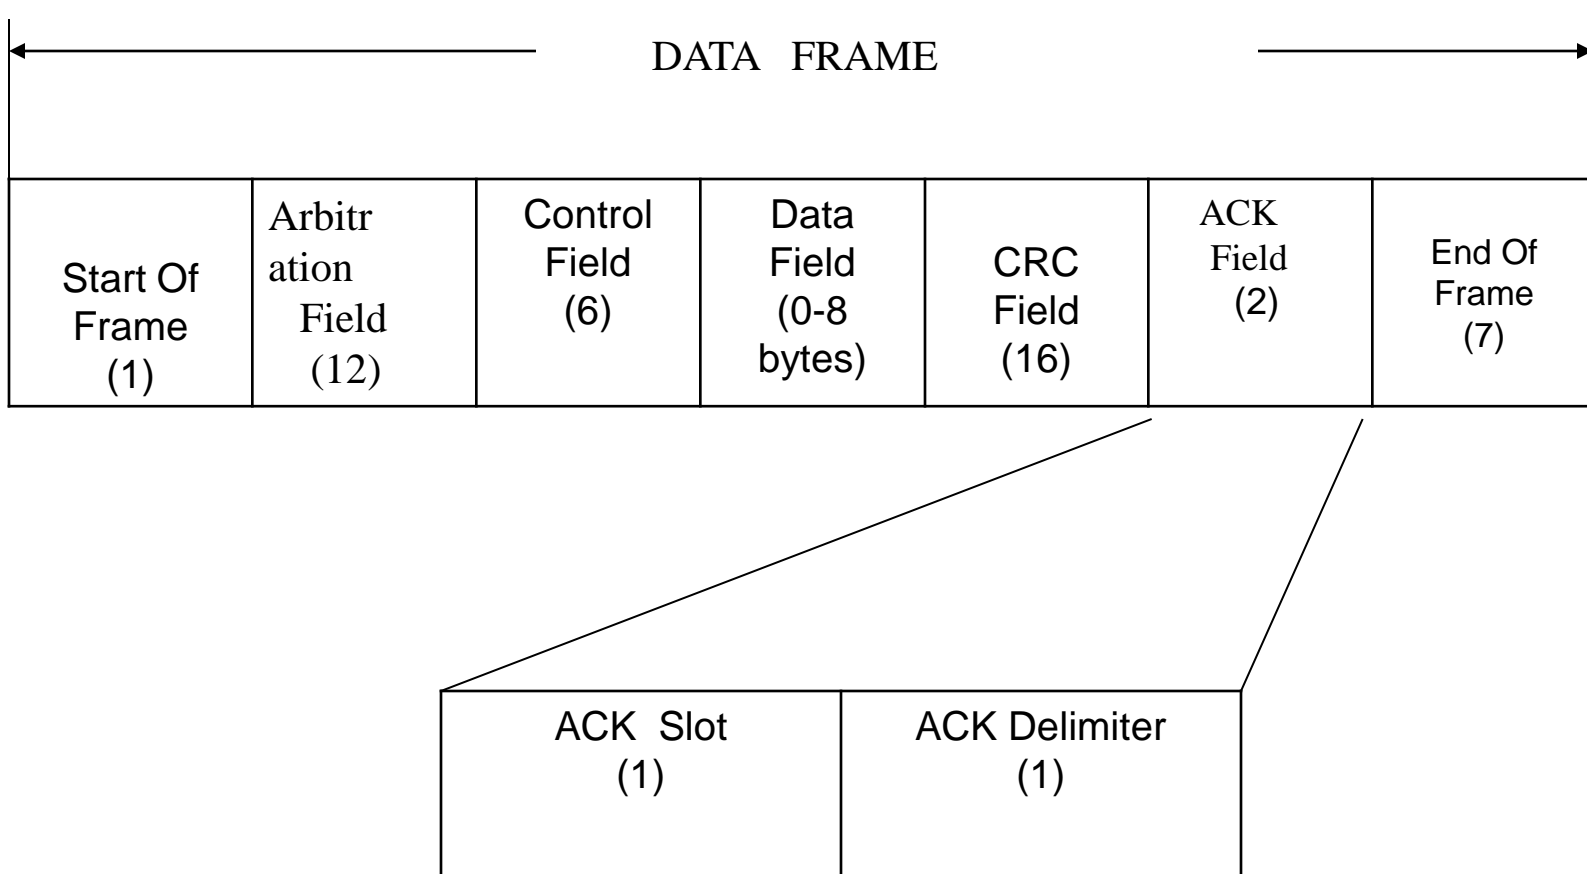 DATA FRAME
Start Of
Frame
(1)
Arbitr
ation
Field
(12)
Control
Field
(6)
Data
Field
(0-8
bytes)
CRC
Field
(16)
ACK
Field
(2)
End Of
Frame
(7)
ACK Slot
(1)
ACK Delimiter
(1)